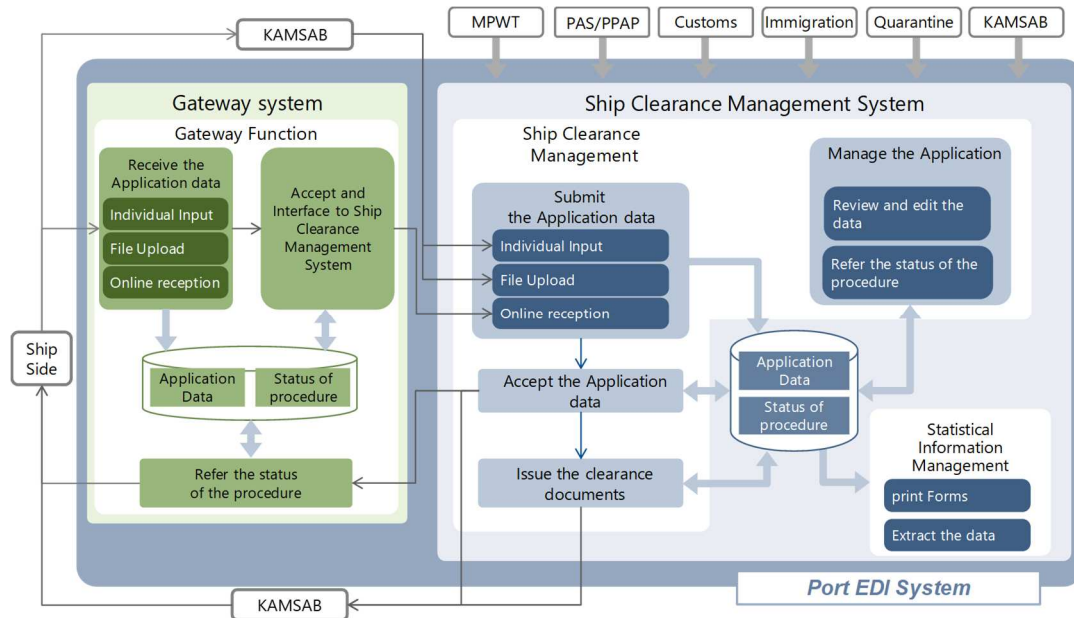 MPWT
PAS/PPAP
Customs
Immigration
Quarantine
KAMSAB
KAMSAB
Gateway system
Gateway Function
Receive the
Application data
Individual Input
File Upload
Online reception
Accept and
Interface to Ship
Clearance
Management
System
Application
Data
Status of
procedure
Refer the status
of the procedure
Ship
Side
KAMSAB
Ship Clearance Management System
Ship Clearance
Management
Submit
the Application data
Individual Input
File Upload
Online reception
Accept the Application
data
Issue the clearance
documents
Manage the Application
Review and edit the
data
Refer the status of the
procedure
Application
Data
Status of
procedure
Statistical
Information
Management
print Forms
Extract the data
Port EDI System